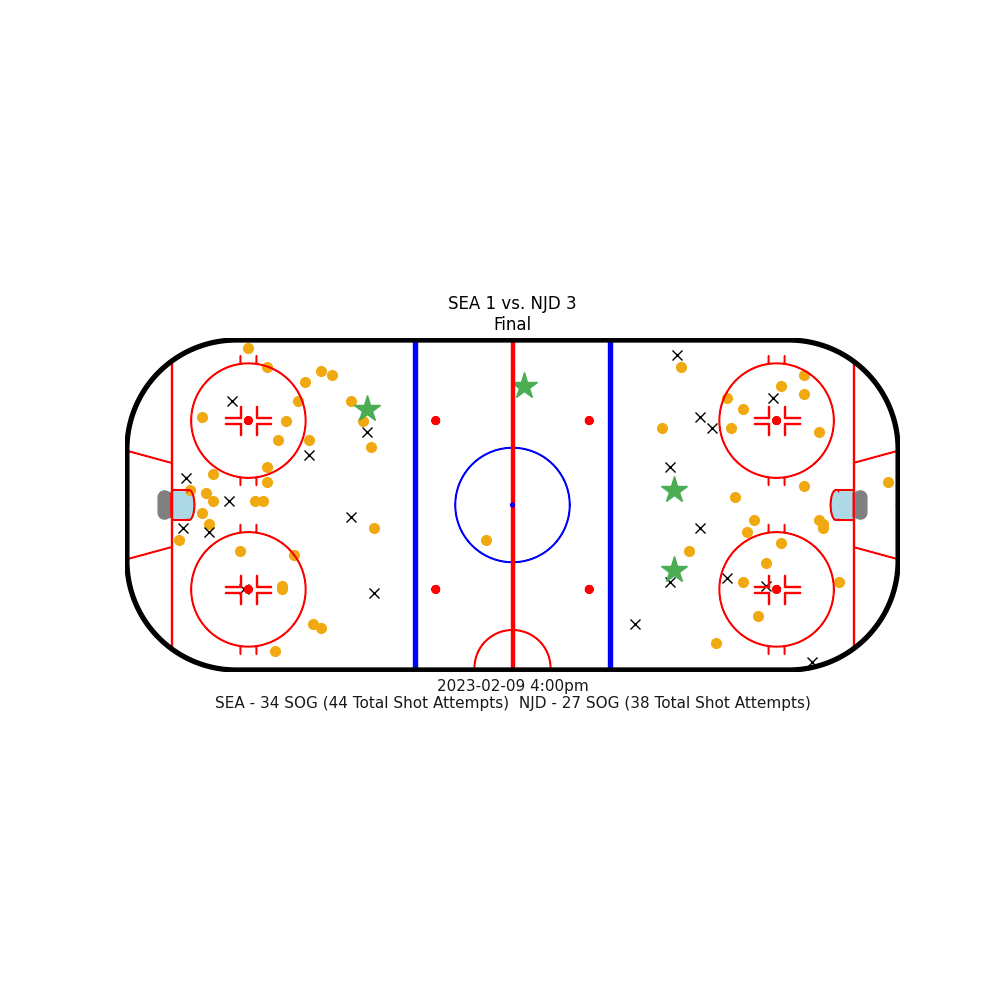 SEA 1 vs. NJD 3
Final
2023-02-09 4:00pm
SEA - 34 SOG (44 Total Shot Attempts)  NJD - 27 SOG (38 Total Shot Attempts)